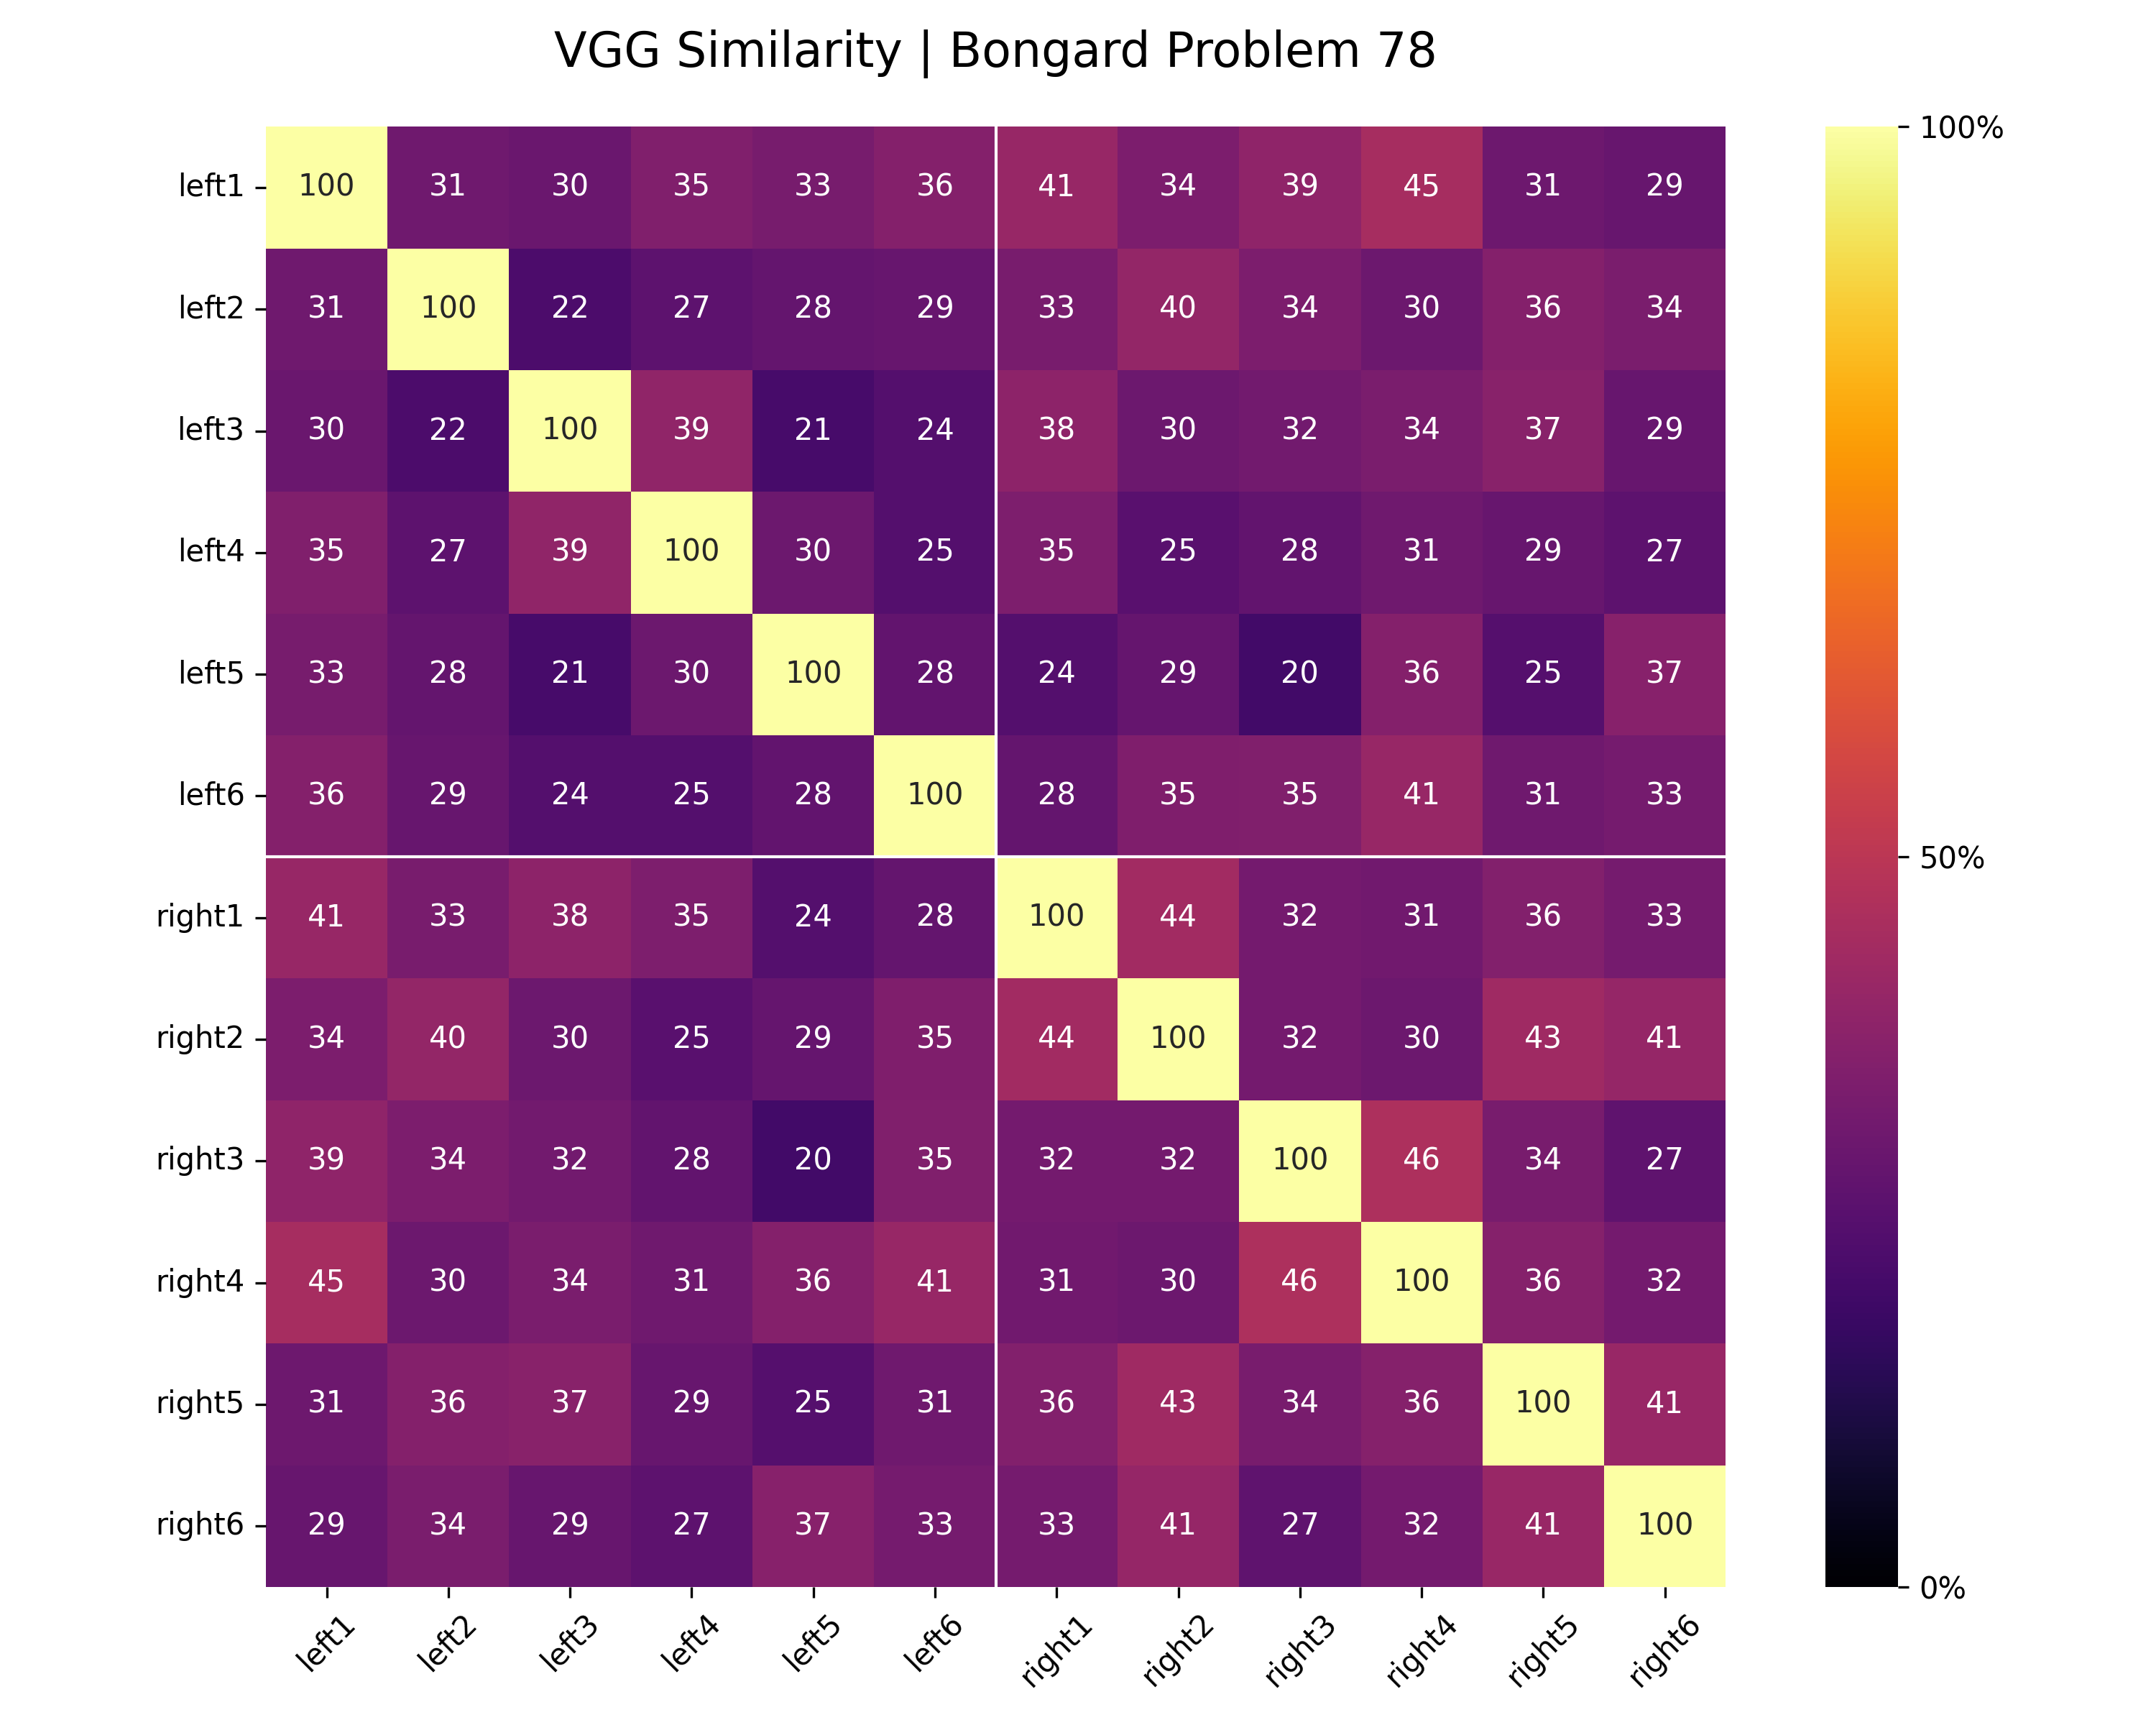 VGG Similarity | Bongard Problem 78
left1 100 31 30 35 33 36 41 34 39 45 31 29
left2 31 100 22 27 28 29 33 40 34 30 36 34
left3 30 22 100 39 21 24 38 30 32 34 37 29
left4 35 27 39 100 30 25 35 25 28 31 29 27
left5 33 28 21 30 100 28 24 29 20 36 25 37
left6 36 29 24 25 28 100 28 35 35 41 31 33
right1 41 33 38 35 24 28 100 44 32 31 36 33
right2 34 40 30 25 29 35 44 100 32 30 43 41
right3 39 34 32 28 20 35 32 32 100 46 34 27
right4 45 30 34 31 36 41 31 30 46 100 36 32
right5 31 36 37 29 25 31 36 43 34 36 100 41
right6 29 34 29 27 37 33 33 41 27 32 41 100
left1 left2 left3 left4 left5 left6 right1 right2 right3 right4 right5 right6
100%
50%
0%